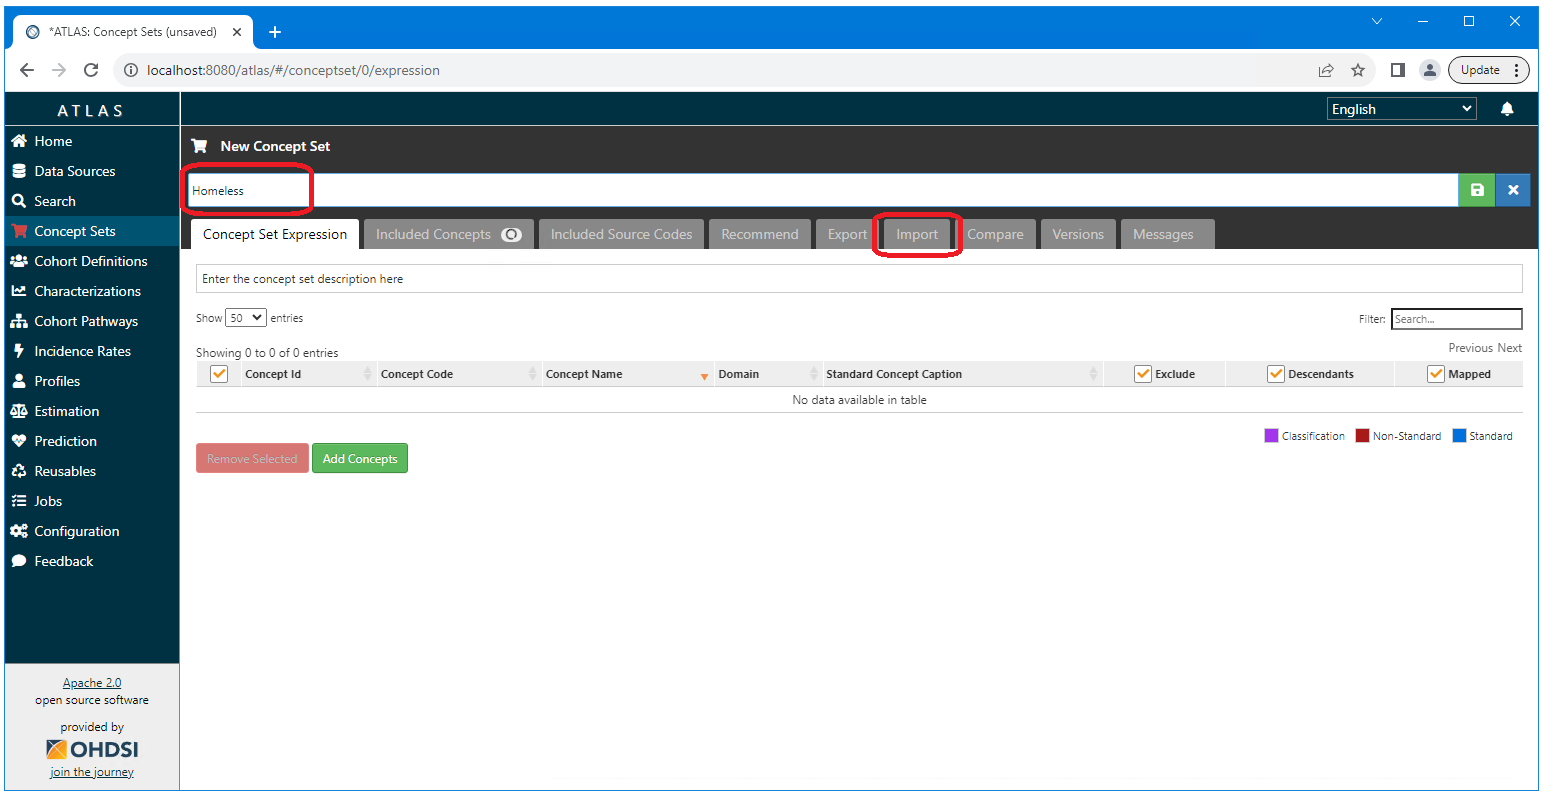 *ATLAS: Concept Sets (unsaved)
localhost:8080/atlas/#/conceptset/0/expression
Update
ATLAS
English
Home
Data Sources
Search
Concept Sets
Cohort Definitions
Characterizations
Cohort Pathways
Incidence Rates
Profiles
Estimation
Prediction
Reusables
Jobs
Configuration
Feedback
Apache 2.0
open source software
provided by
OHDSI
join the journey
New Concept Set
Homeless
Concept Set Expression Included Concepts Included Source Codes Recommend Export Import Compare Versions Messages
Enter the concept set description here
Show 50 entries
Filter: Search...
Showing 0 to 0 of 0 entries
Previous Next
Concept Id Concept Code Concept Name Domain Standard Concept Caption Exclude Descendants Mapped
No data available in table
Classification Non-Standard Standard
Remove Selected Add Concepts